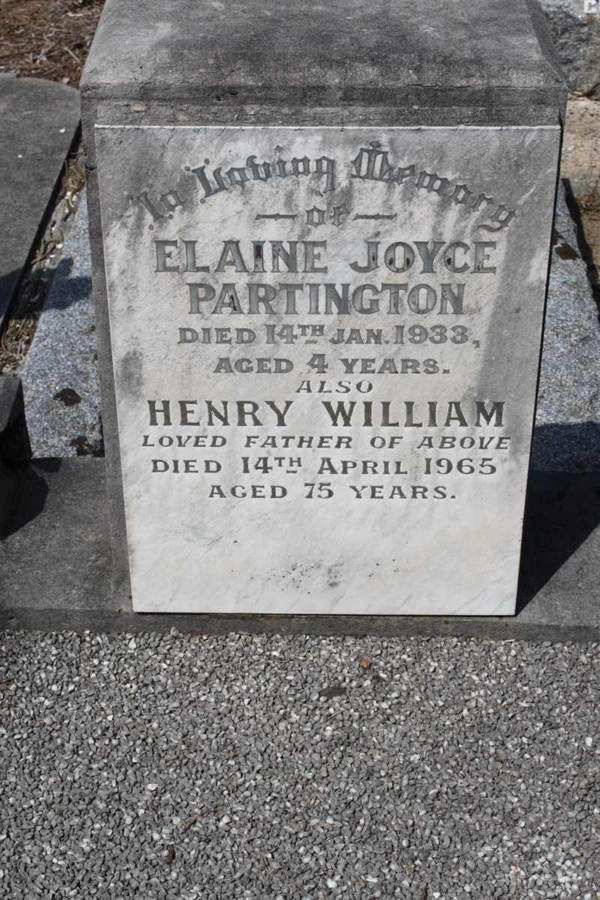 In Loving Memory
— of —
ELAINE JOYCE
PARTINGTON
DIED 14TH JAN. 1933,
AGED 4 YEARS.
ALSO
HENRY WILLIAM
LOVED FATHER OF ABOVE
DIED 14TH APRIL 1965
AGED 75 YEARS.